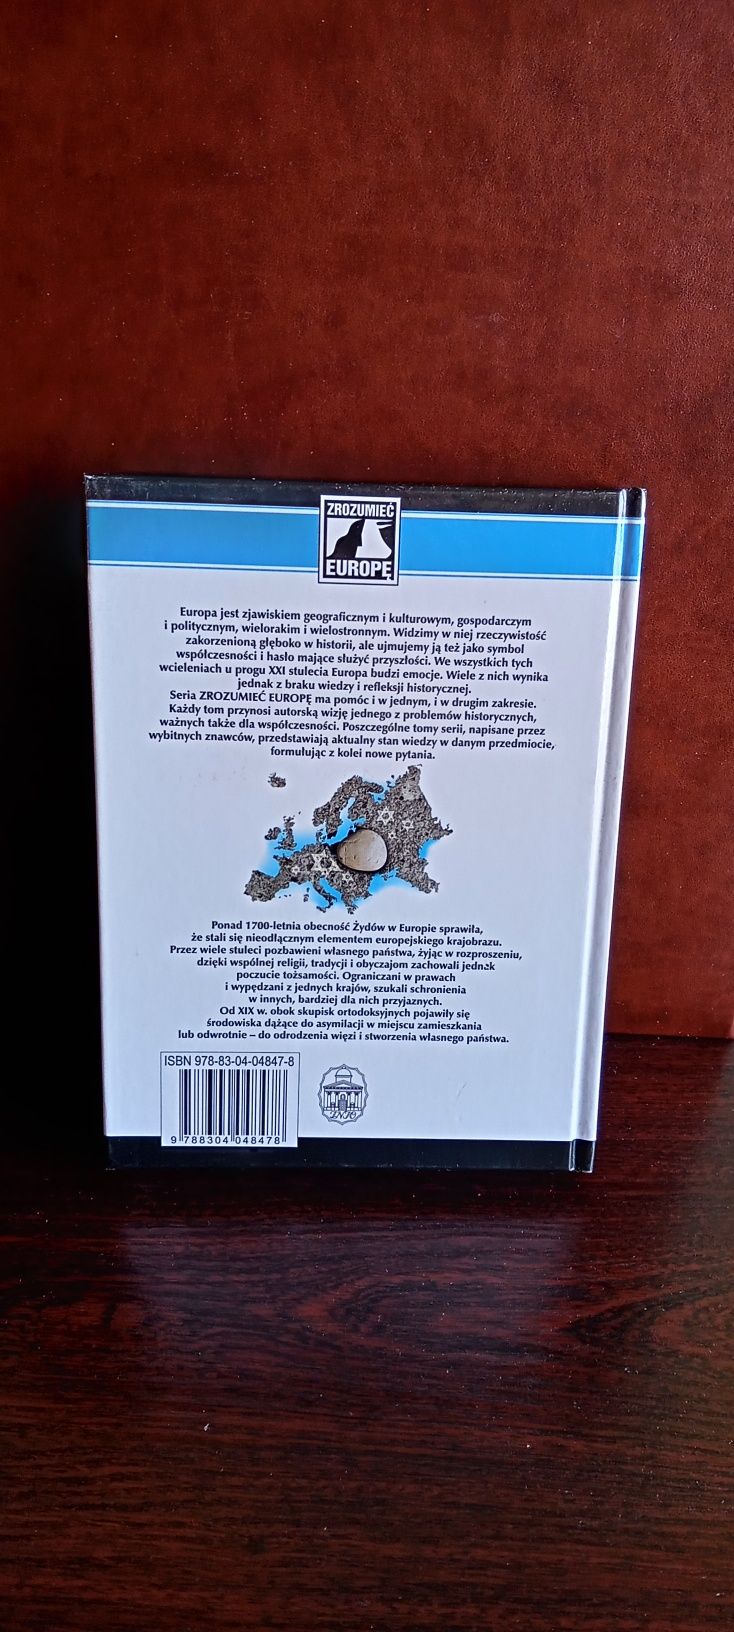 ZROZUMIEĆ
EUROPĘ
Europa jest zjawiskiem geograficznym i kulturowym, gospodarczym
i politycznym, wielorakim i wielostronnym. Widzimy w niej rzeczywistość
zakorzenioną głęboko w historii, ale ujmujemy ją też jako symbol
współczesności i hasło mające służyć przyszłości. We wszystkich tych
wcieleniach u progu XXI stulecia Europa budzi emocje. Wiele z nich wynika
jednak z braku wiedzy i refleksji historycznej.
Seria ZROZUMIEĆ EUROPĘ ma pomóc i w jednym, i w drugim zakresie.
Każdy tom przynosi autorską wizję jednego z problemów historycznych,
ważnych także dla współczesności. Poszczególne tomy serii, napisane przez
wybitnych znawców, przedstawiają aktualny stan wiedzy w danym przedmiocie,
formułując z kolei nowe pytania.
Ponad 1700-letnia obecność Żydów w Europie sprawiła,
że stali się nieodłącznym elementem europejskiego krajobrazu.
Przez wiele stuleci pozbawieni własnego państwa, żyjąc w rozproszeniu,
dzięki wspólnej religii, tradycji i obyczajom zachowali jednak
poczucie tożsamości. Ograniczani w prawach
i wypędzani z jednych krajów, szukali schronienia
w innych, bardziej dla nich przyjaznych.
Od XIX w. obok skupisk ortodoksyjnych pojawiły się
środowiska dążące do asymilacji w miejscu zamieszkania
lub odwrotnie – do odrodzenia więzi i stworzenia własnego państwa.
ISBN 978-83-04-04847-8
9 788304 048478